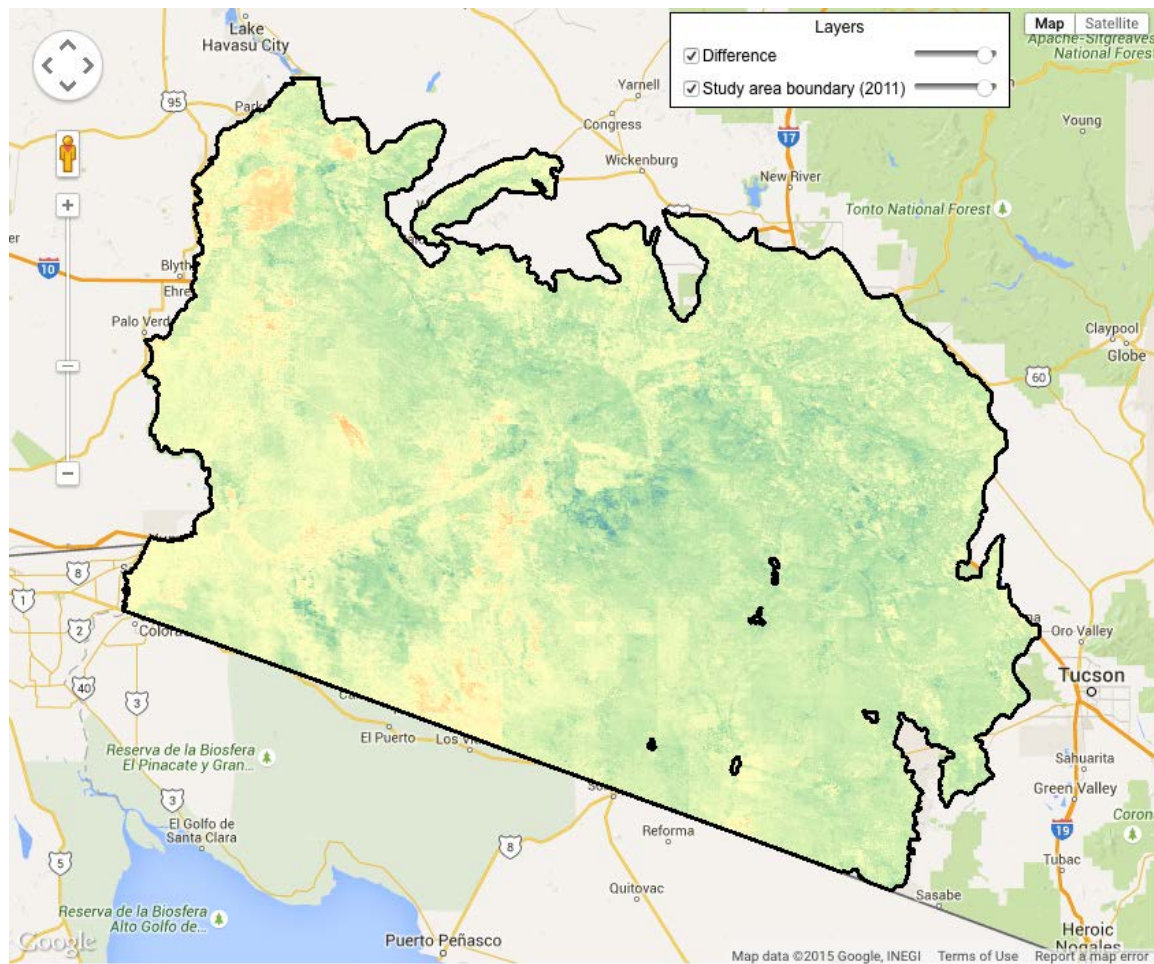 Lake
Havasu City
Layers
Map
Satellite
Difference
Study area boundary (2011)
Apache-Sitgreaves
National Forest
95
Yarnell
Congress
Young
17
Wickenburg
New River
Tonto National Forest
10
Palo Verd
Claypool
Globe
60
8
1
2
Oro Valley
Tucson
40
3
El Puerto
Reserva de la Biosfera
El Pinacate y Gran...
Sahuarita
Green Valley
3
El Golfo de
Santa Clara
5
8
Reforma
19
Tubac
Quitovac
Sasabe
Reserva de la Biosfera
Alto Golfo de...
Heroic
Nogales
Google
Puerto Peñasco
Map data ©2015 Google, INEGI
Terms of Use
Report a map error